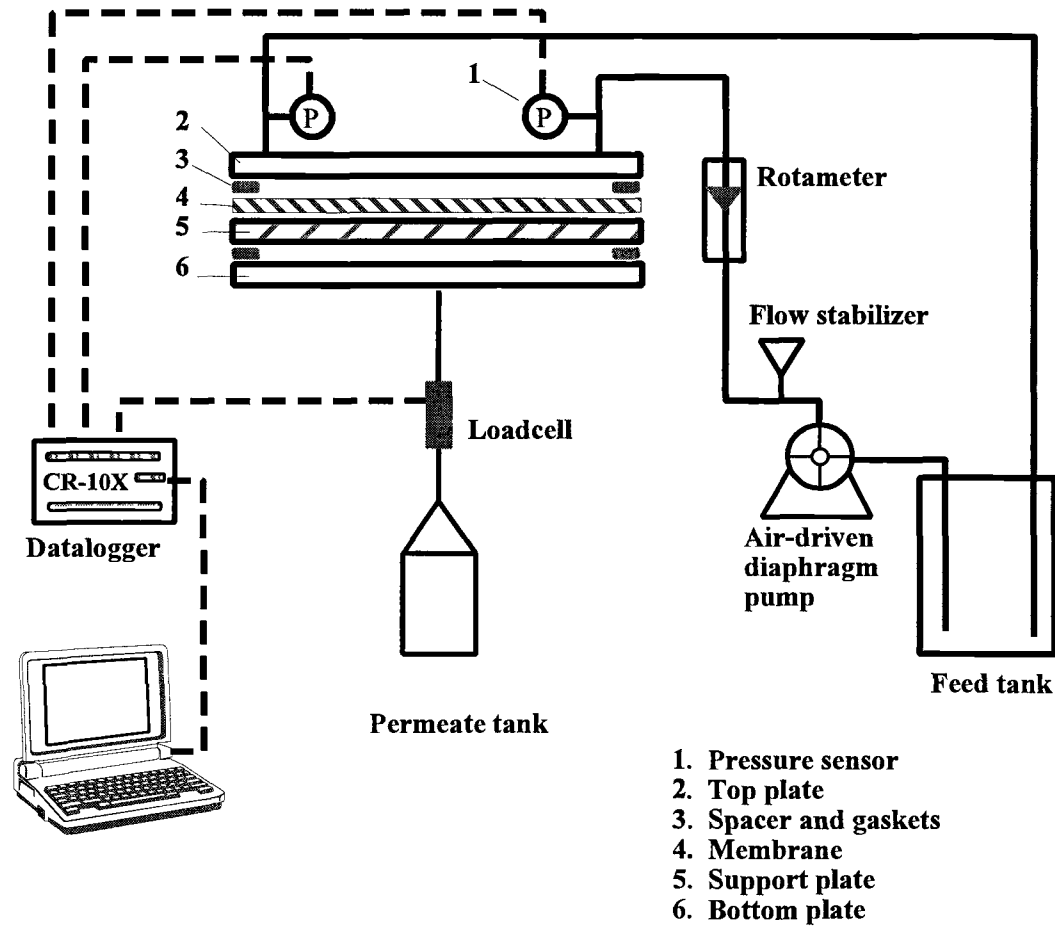 1
P
P
2
3
4
5
6
Rotameter
Flow stabilizer
Loadcell
CR-10X
Datalogger
Air-driven
diaphragm
pump
Feed tank
Permeate tank
1. Pressure sensor
2. Top plate
3. Spacer and gaskets
4. Membrane
5. Support plate
6. Bottom plate